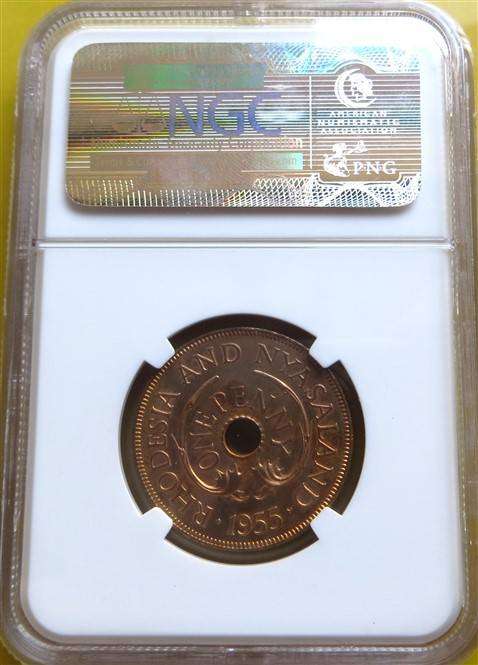 NGC
AMERICAN
NUMISMATIC
ASSOCIATION
PNG
RHODESIA AND NYASALAND
ONE PENNY
· 1955 ·